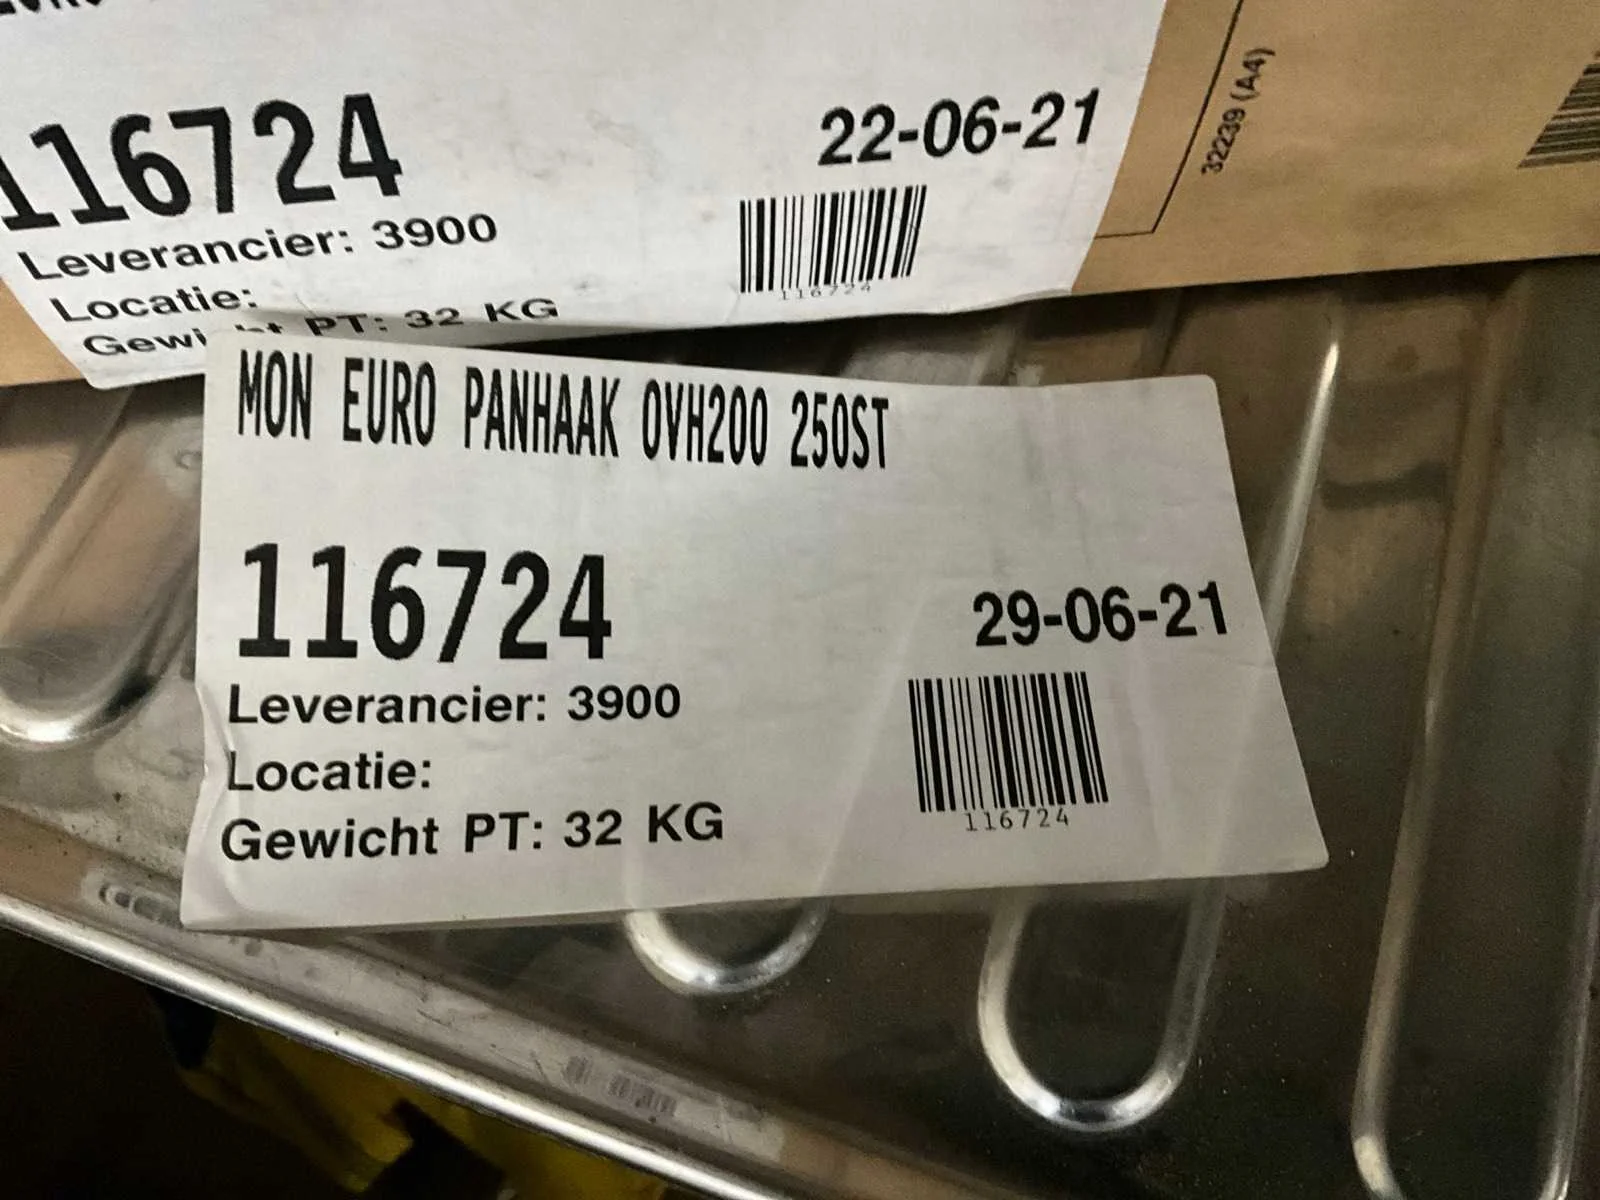 116724
22-06-21
Leverancier: 3900
Locatie:
116724
PT: 32 KG
32239 (A4)
MON EURO PANHAAK OVH200 250ST
116724
29-06-21
Leverancier: 3900
Locatie:
Gewicht PT: 32 KG
116724